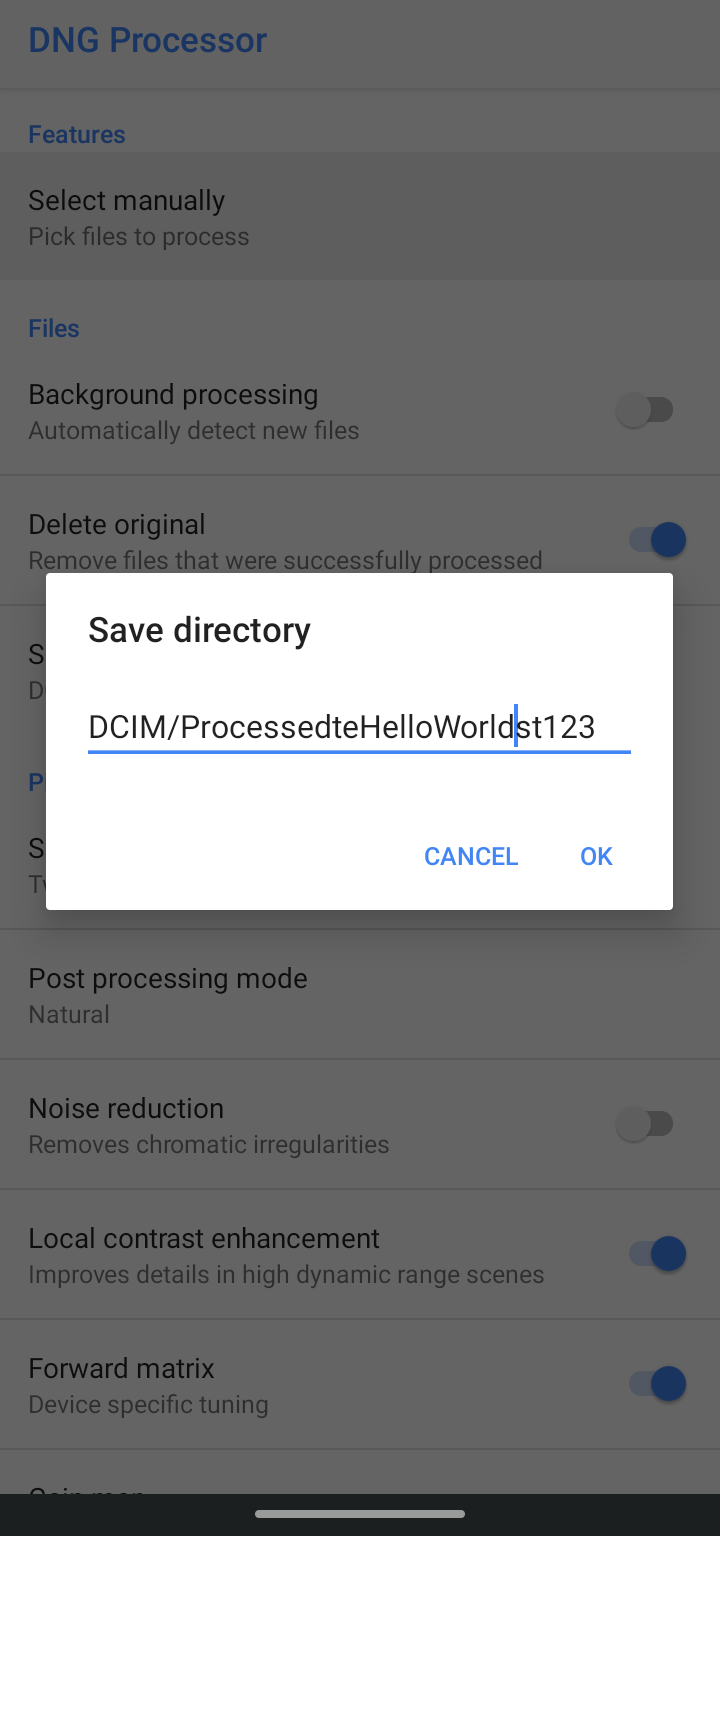 DNG Processor
Features
Select manually
Pick files to process
Files
Background processing
Automatically detect new files
Delete original
Remove files that were successfully processed
Save directory
DCIM/ProcessedteHelloWorldst123
CANCEL
OK
Post processing mode
Natural
Noise reduction
Removes chromatic irregularities
Local contrast enhancement
Improves details in high dynamic range scenes
Forward matrix
Device specific tuning